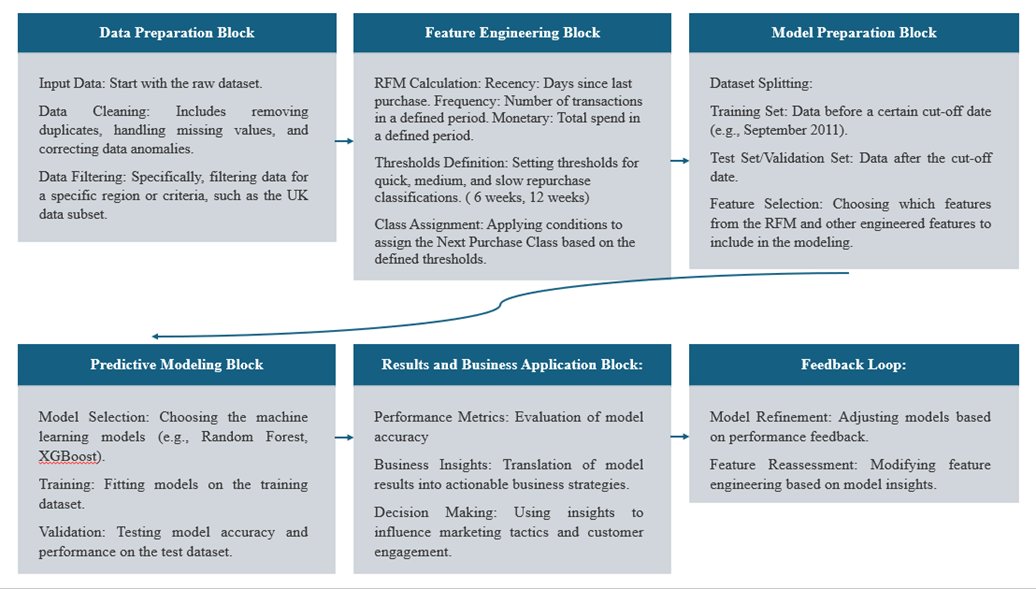 Data Preparation Block
Input Data: Start with the raw dataset.
Data Cleaning: Includes removing
duplicates, handling missing values, and
correcting data anomalies.
Data Filtering: Specifically, filtering data for
a specific region or criteria, such as the UK
data subset.
Feature Engineering Block
RFM Calculation: Recency: Days since last
purchase. Frequency: Number of transactions
in a defined period. Monetary: Total spend in
a defined period.
Thresholds Definition: Setting thresholds for
quick, medium, and slow repurchase
classifications. ( 6 weeks, 12 weeks)
Class Assignment: Applying conditions to
assign the Next Purchase Class based on the
defined thresholds.
Model Preparation Block
Dataset Splitting:
Training Set: Data before a certain cut-off date
(e.g., September 2011).
Test Set/Validation Set: Data after the cut-off
date.
Feature Selection: Choosing which features
from the RFM and other engineered features to
include in the modeling.
Predictive Modeling Block
Model Selection: Choosing the machine
learning models (e.g., Random Forest,
XGBoost).
Training: Fitting models on the training
dataset.
Validation: Testing model accuracy and
performance on the test dataset.
Results and Business Application Block:
Performance Metrics: Evaluation of model
accuracy
Business Insights: Translation of model
results into actionable business strategies.
Decision Making: Using insights to
influence marketing tactics and customer
engagement.
Feedback Loop:
Model Refinement: Adjusting models based
on performance feedback.
Feature Reassessment: Modifying feature
engineering based on model insights.